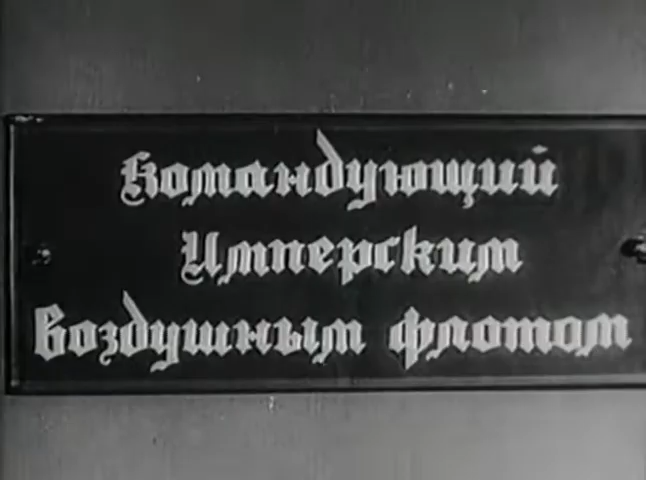 Командующий
Имперским
Воздушным флотом